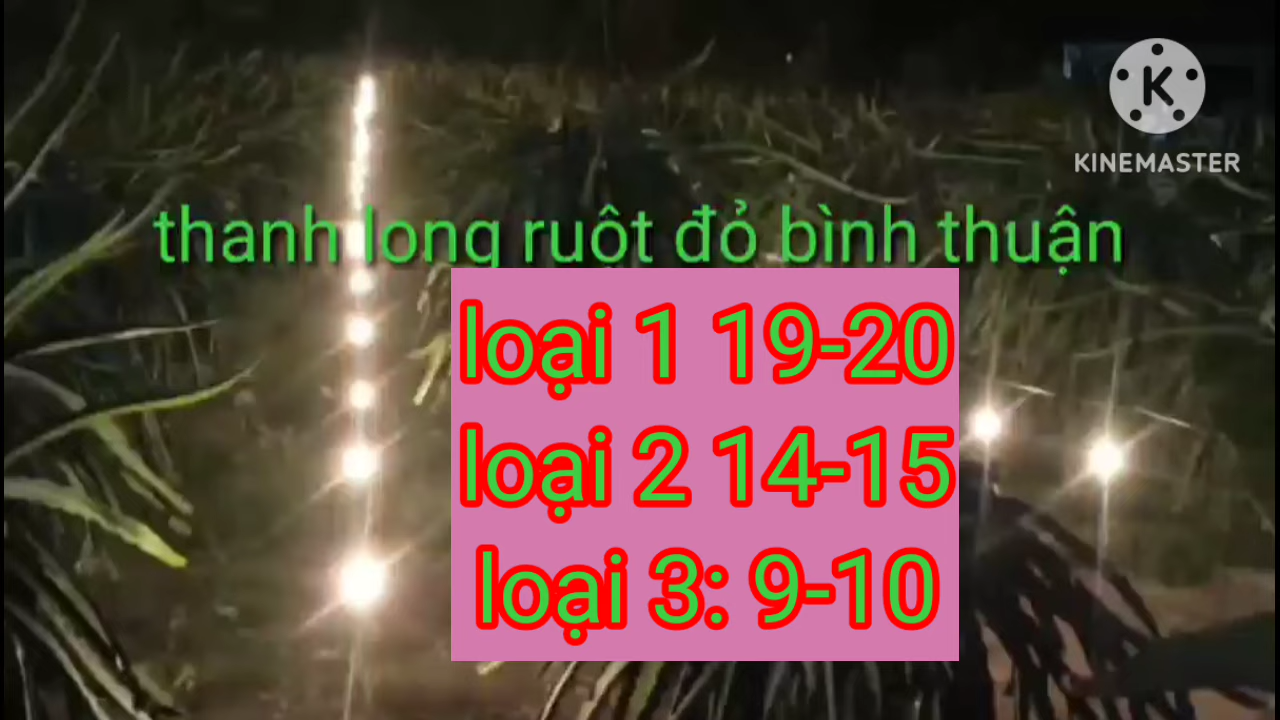 KINEMASTER
thanh long ruột đỏ bình thuận
loại 1 19-20
loại 2 14-15
loại 3: 9-10